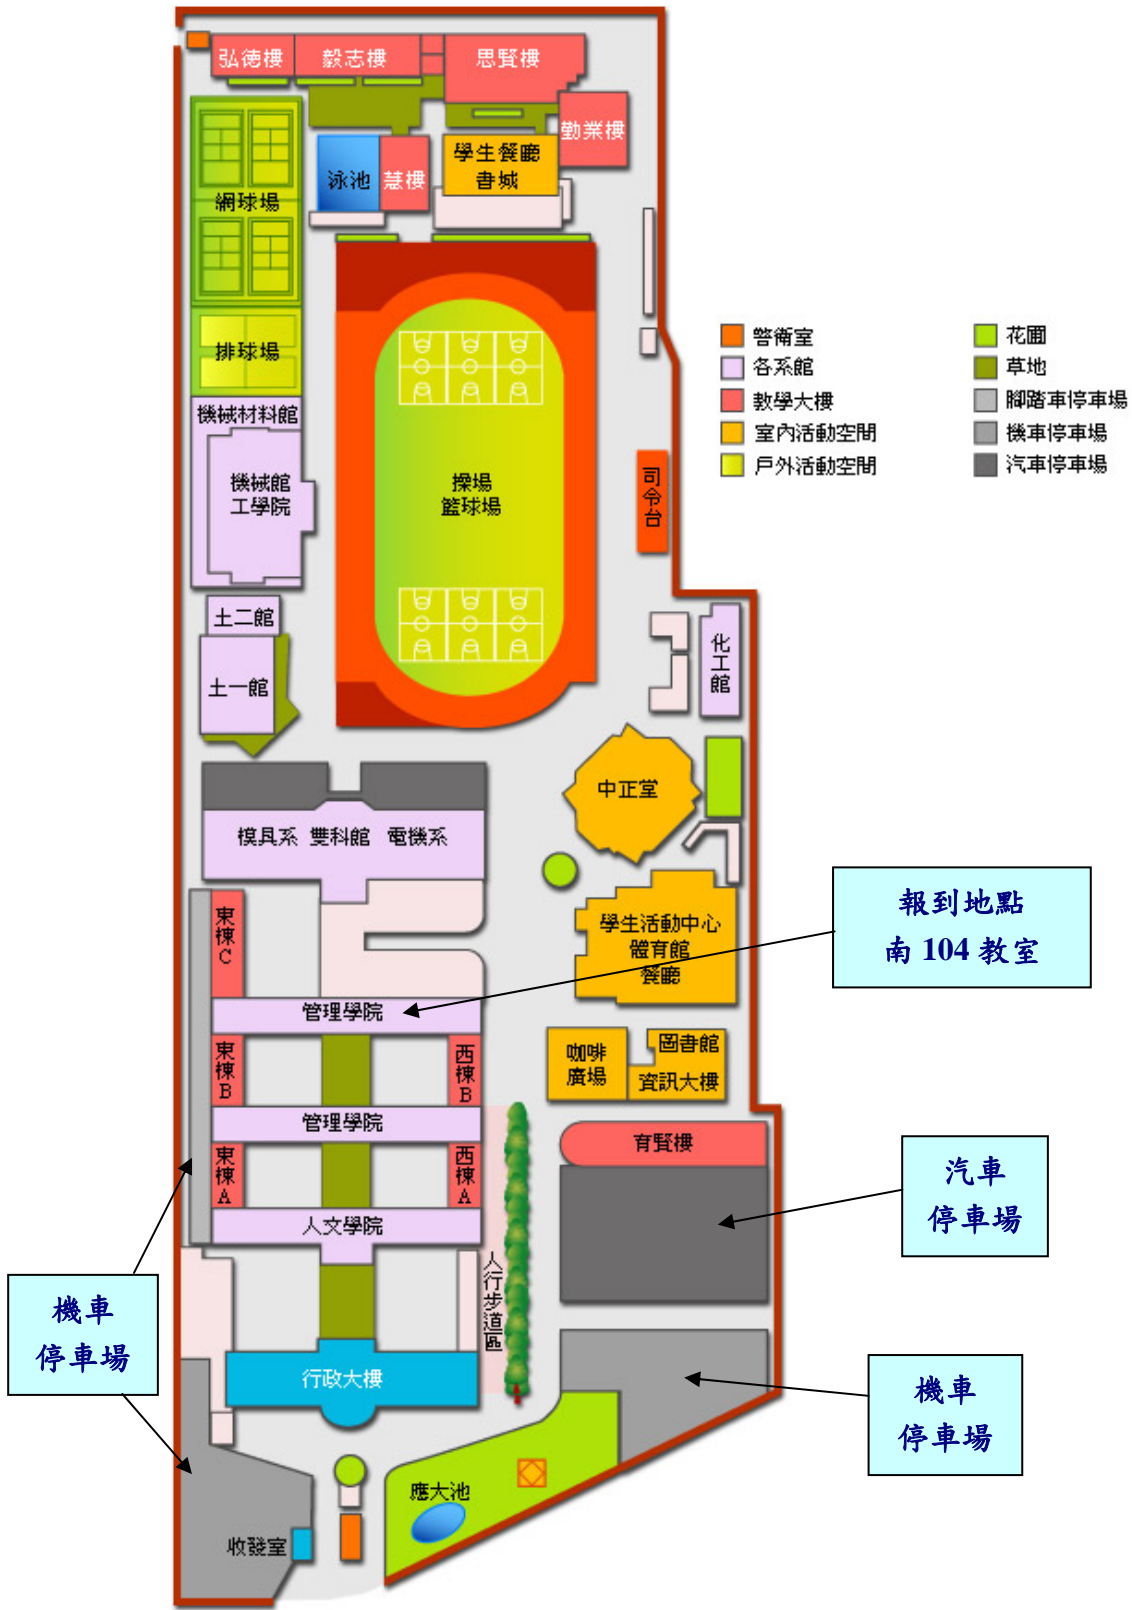 弘德樓
毅志樓
思賢樓
勤業樓
泳池
慧樓
學生餐廳
書城
網球場
排球場
機械材料館
機械館
工學院
操場
籃球場
司令台
警衛室
各系館
教學大樓
室內活動空間
戶外活動空間
花圃
草地
腳踏車停車場
機車停車場
汽車停車場
土二館
土一館
化工館
中正堂
模具系 雙科館 電機系
東棟C
學生活動中心
體育館
餐廳
報到地點
南 104 教室
管理學院
東棟B
西棟B
咖啡
廣場
圖書館
資訊大樓
管理學院
東棟A
西棟A
育賢樓
人文學院
人行步道區
汽車
停車場
機車
停車場
行政大樓
機車
停車場
應大池
收發室